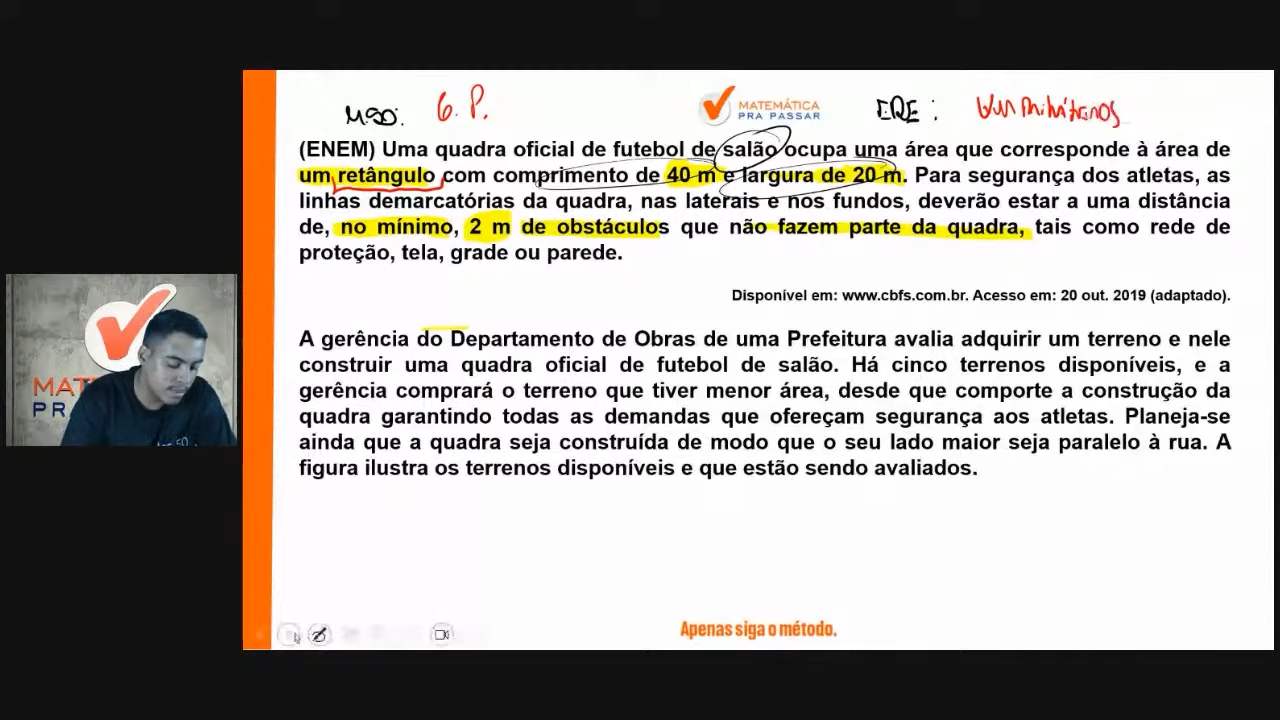 M.SD: G. P.
MATEMÁTICA
PRA PASSAR
EQE:
(ENEM) Uma quadra oficial de futebol de salão ocupa uma área que corresponde à área de
um retângulo com comprimento de 40 m e largura de 20 m. Para segurança dos atletas, as
linhas demarcatórias da quadra, nas laterais e nos fundos, deverão estar a uma distância
de, no mínimo, 2 m de obstáculos que não fazem parte da quadra, tais como rede de
proteção, tela, grade ou parede.
Disponível em: www.cbfs.com.br. Acesso em: 20 out. 2019 (adaptado).
A gerência do Departamento de Obras de uma Prefeitura avalia adquirir um terreno e nele
construir uma quadra oficial de futebol de salão. Há cinco terrenos disponíveis, e a
gerência comprará o terreno que tiver menor área, desde que comporte a construção da
quadra garantindo todas as demandas que ofereçam segurança aos atletas. Planeja-se
ainda que a quadra seja construída de modo que o seu lado maior seja paralelo à rua. A
figura ilustra os terrenos disponíveis e que estão sendo avaliados.
MATE
PR
Apenas siga o método.